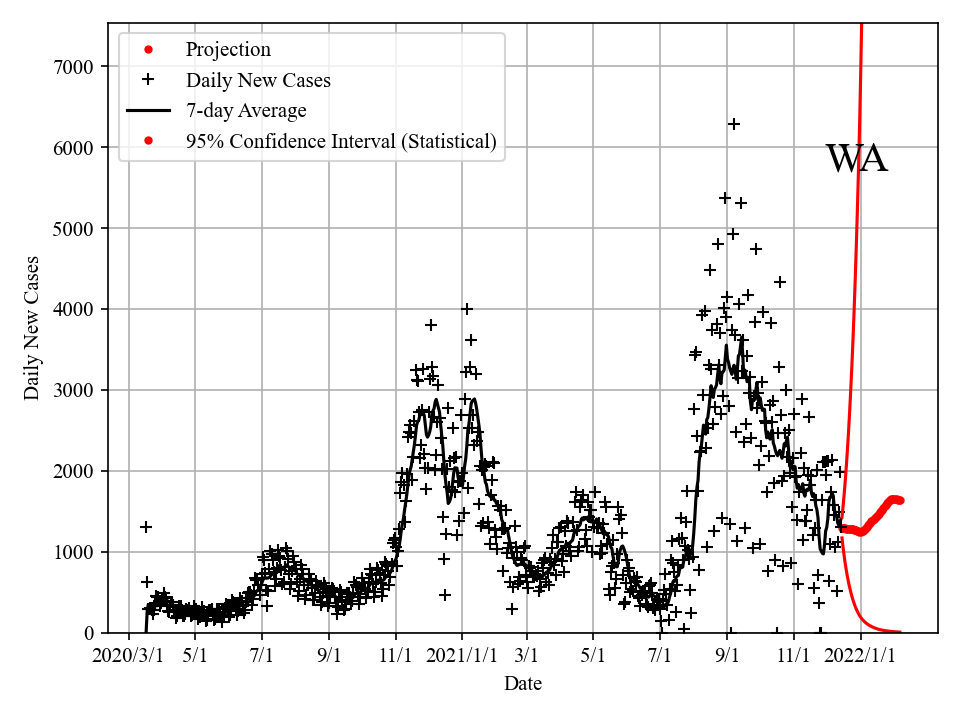 Projection
Daily New Cases
7-day Average
95% Confidence Interval (Statistical)
WA
7000
6000
5000
4000
3000
2000
1000
0
Daily New Cases
2020/3/1 5/1 7/1 9/1 11/1 2021/1/1 3/1 5/1 7/1 9/1 11/1 2022/1/1
Date